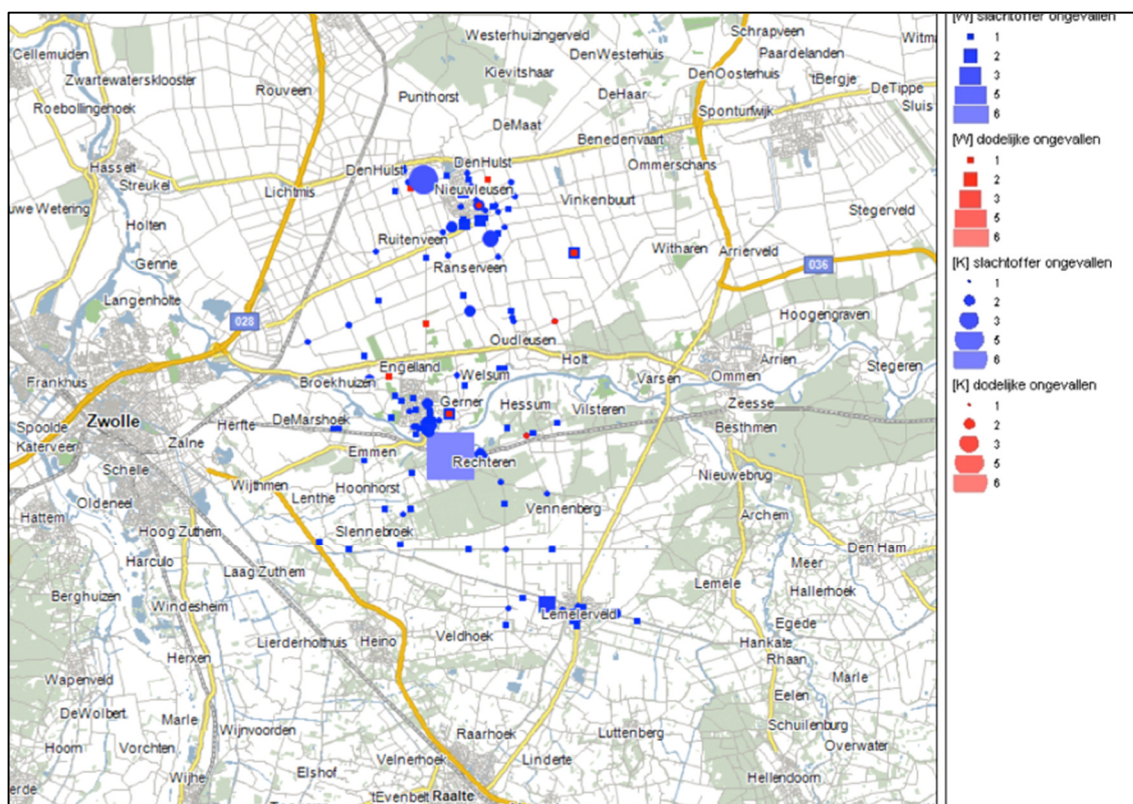 Westerhuizingerveld
Schrapveen
Cellemuiden
DenWesterhuis
Paardelanden
Zwartewatersklooster
Kievitshaar
DenOosterhuis
'tBergje
Rouveen
DeHaar
DeTippe
Roebollingehoek
Punthorst
Sluis
DeMaat
Benedenvaart
Hasselt
DenHulst
DenHulst
Ommerschans
Streukel
Lichtmis
Nieuwleusen
Vinkenbuurt
Stegerveld
Holten
Ruitenveen
Witharen
Arrierveld
Genne
Ranserveen
036
Langenholte
028
Hoogengraven
Oudleusen
Holt
Arrien
Stegeren
Frankhuis
Broekhuizen
Engelland
Welsum
Varsen
Ommen
Zwolle
DeMarshoek
Gerner
Hessum
Vilsteren
Zeesse
Spoolde
Herfte
Besthmen
Katerveer
Zalne
Emmen
Rechteren
Schelle
Wijthmen
Hoonhorst
Nieuwebrug
Oldeneel
Lenthe
Vennenberg
Hattem
Archem
Hoog Zuthem
Slennebroek
Den Ham
Harculo
Laag Zuthem
Meer
Lemele
Hallerhoek
Berghuizen
Windesheim
Lemelerveld
Egede
Lierderholthuis
Heino
Veldhoek
Hankate
Herxen
Rhaan
Marle
Wapenveld
Eelen
DeWolbert
Marle
Wijnvoorden
Schuilenburg
Hoorn
Vorchten
Raarhoek
Luttenberg
Overwater
Wijhe
Elshof
Velnerhoek
Linderte
Hellendoorn
'tEvenbelt
Raalte
[W] slachtoffer ongevallen
1
2
3
5
6
[W] dodelijke ongevallen
1
2
3
5
6
[K] slachtoffer ongevallen
1
2
3
5
6
[K] dodelijke ongevallen
1
2
3
5
6